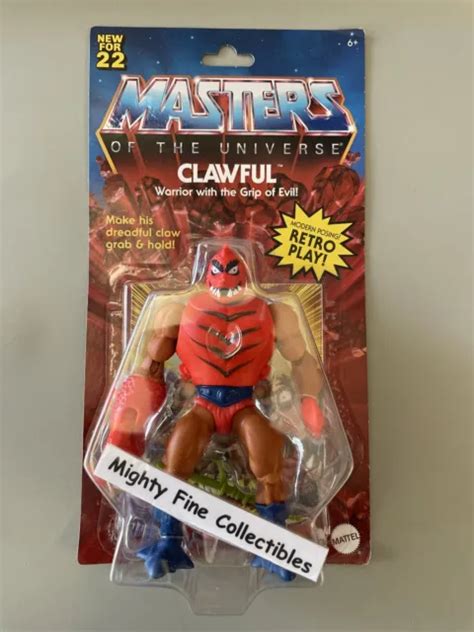 NEW
FOR
22
6+
MASTERS
OF THE UNIVERSE
CLAWFUL™
Warrior with the Grip of Evil!
Make his
dreadful claw
grab & hold!
MODERN POSING!
RETRO
PLAY!
Mighty Fine Collectibles
MATTEL